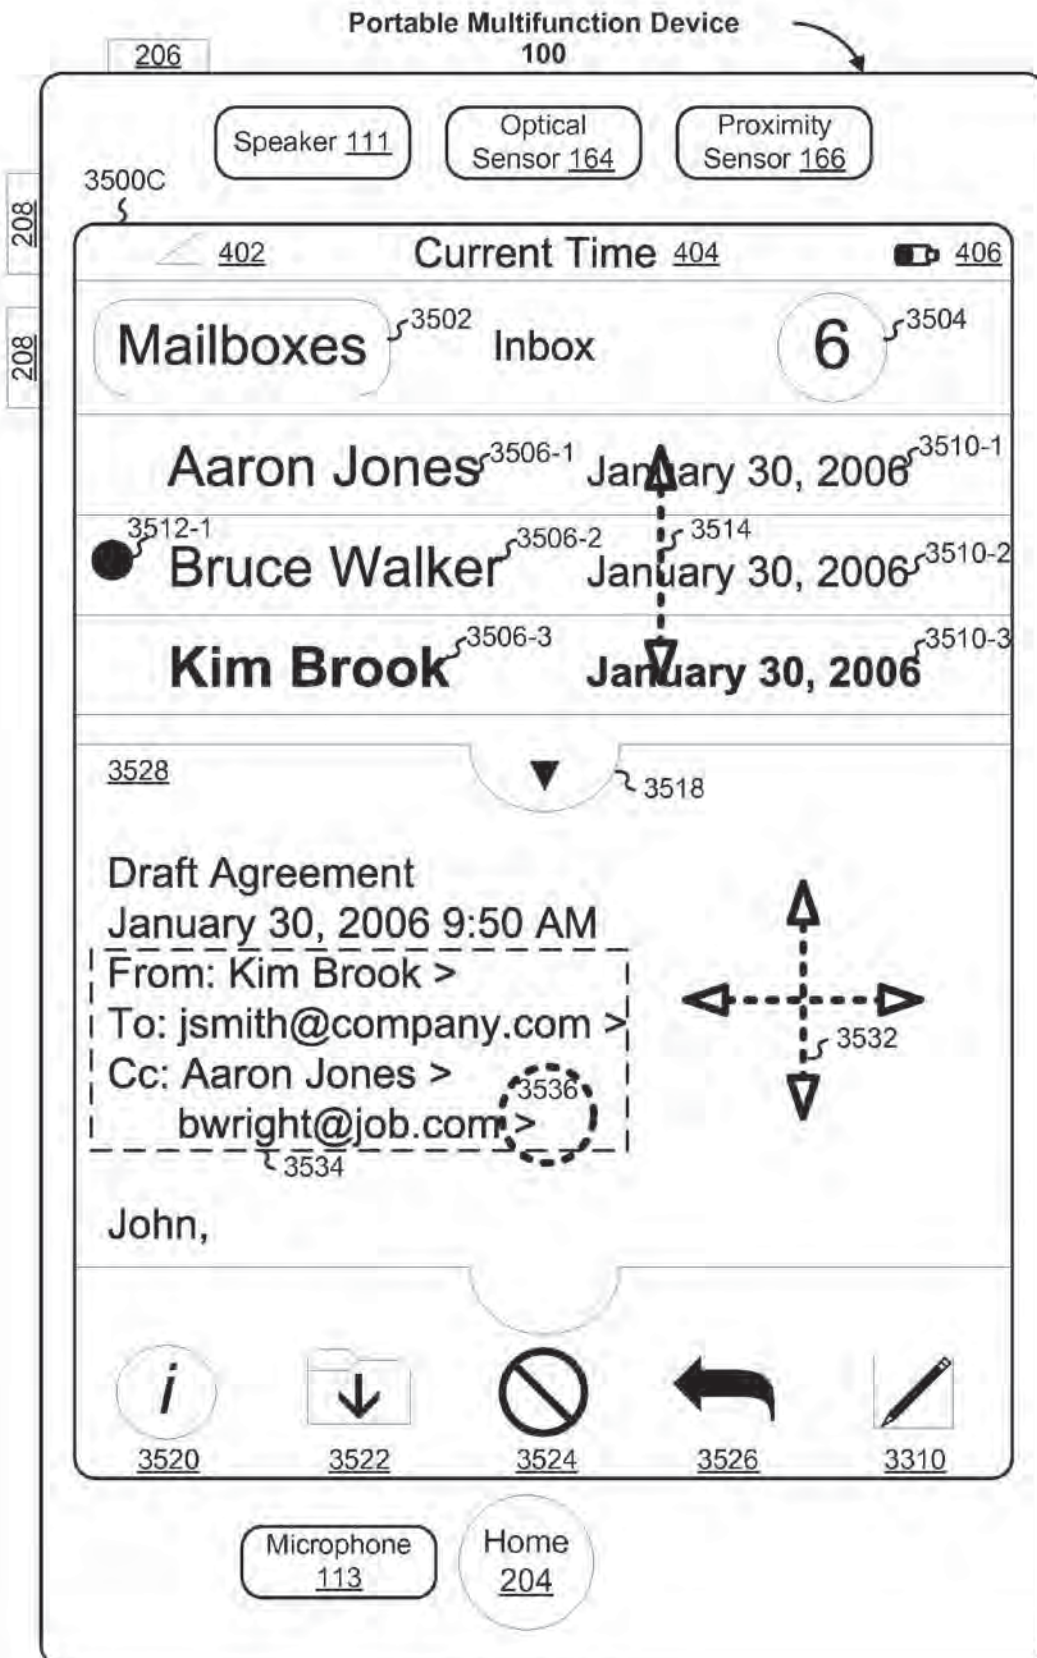 Portable Multifunction Device
100
206
Speaker 111
Optical
Sensor 164
Proximity
Sensor 166
3500C
208
402
Current Time 404
406
Mailboxes
3502
Inbox
6
3504
208
Aaron Jones
3506-1
January 30, 2006
3510-1
3512-1
Bruce Walker
3506-2
3514
January 30, 2006
3510-2
Kim Brook
3506-3
January 30, 2006
3510-3
3528
3518
Draft Agreement
January 30, 2006 9:50 AM
From: Kim Brook >
To: jsmith@company.com >
3532
Cc: Aaron Jones >
3536
bwright@job.com >
3534
John,
i
3520
3522
3524
3526
3310
Microphone
113
Home
204